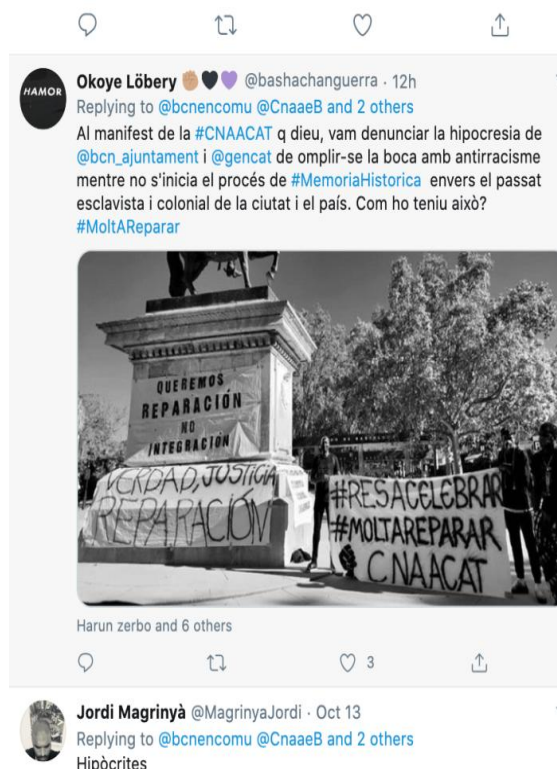 HAMOR
Okoye Löbery ✊🏽🖤💜 @bashachanguerra · 12h
Replying to @bcnencomu @CnaaeB and 2 others
Al manifest de la #CNAACAT q dieu, vam denunciar la hipocresia de
@bcn_ajuntament i @gencat de omplir-se la boca amb antirracisme
mentre no s'inicia el procés de #MemoriaHistorica envers el passat
esclavista i colonial de la ciutat i el país. Com ho teniu això?
#MoltAReparar
QUEREMOS
REPARACIÓN
NO
INTEGRACIÓN
VERDAD, JUSTICIA
REPARACIÓN
#RESACELEBRAR
#MOLTAREPARAR
CNAACAT
Harun zerbo and 6 others
3
Jordi Magrinyà @MagrinyaJordi · Oct 13
Replying to @bcnencomu @CnaaeB and 2 others
Hipòcrites